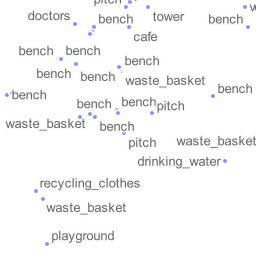 pitch
doctors
bench
tower
bench
cafe
bench
bench
bench
bench
bench
waste_basket
bench
bench
bench
bench
pitch
waste_basket
bench
pitch
waste_basket
drinking_water
recycling_clothes
waste_basket
playground